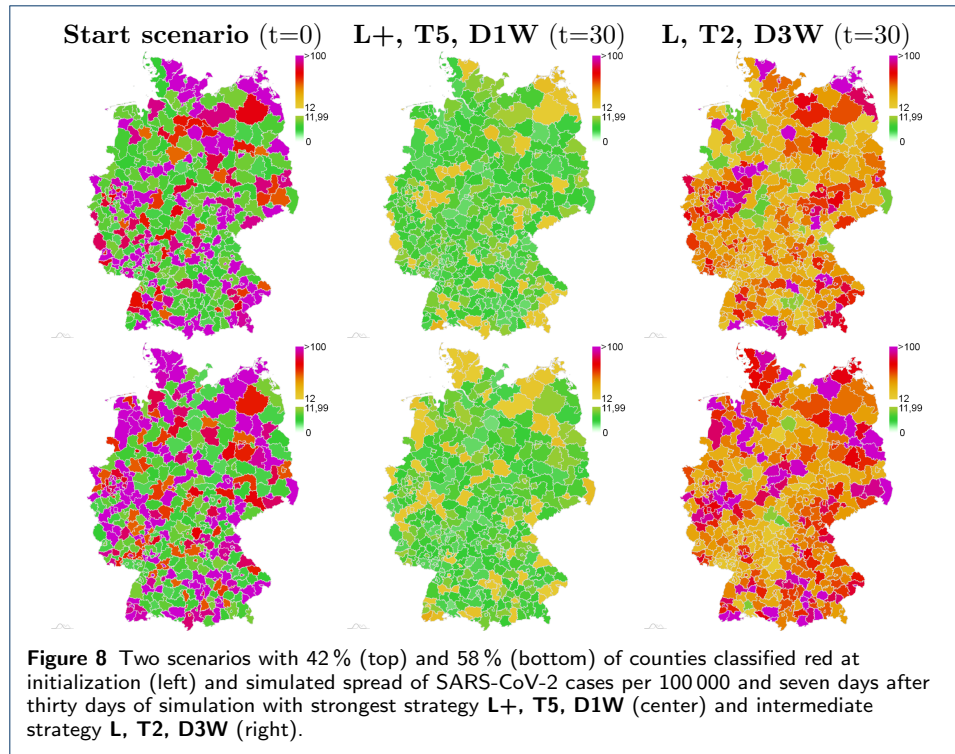 Start scenario (t=0) L+, T5, D1W (t=30) L, T2, D3W (t=30)
>100 >100 >100
12 12 12
11,99 11,99 11,99
0 0 0
>100 >100 >100
12 12 12
11,99 11,99 11,99
0 0 0
Figure 8 Two scenarios with 42 % (top) and 58 % (bottom) of counties classified red at
initialization (left) and simulated spread of SARS-CoV-2 cases per 100 000 and seven days after
thirty days of simulation with strongest strategy L+, T5, D1W (center) and intermediate
strategy L, T2, D3W (right).